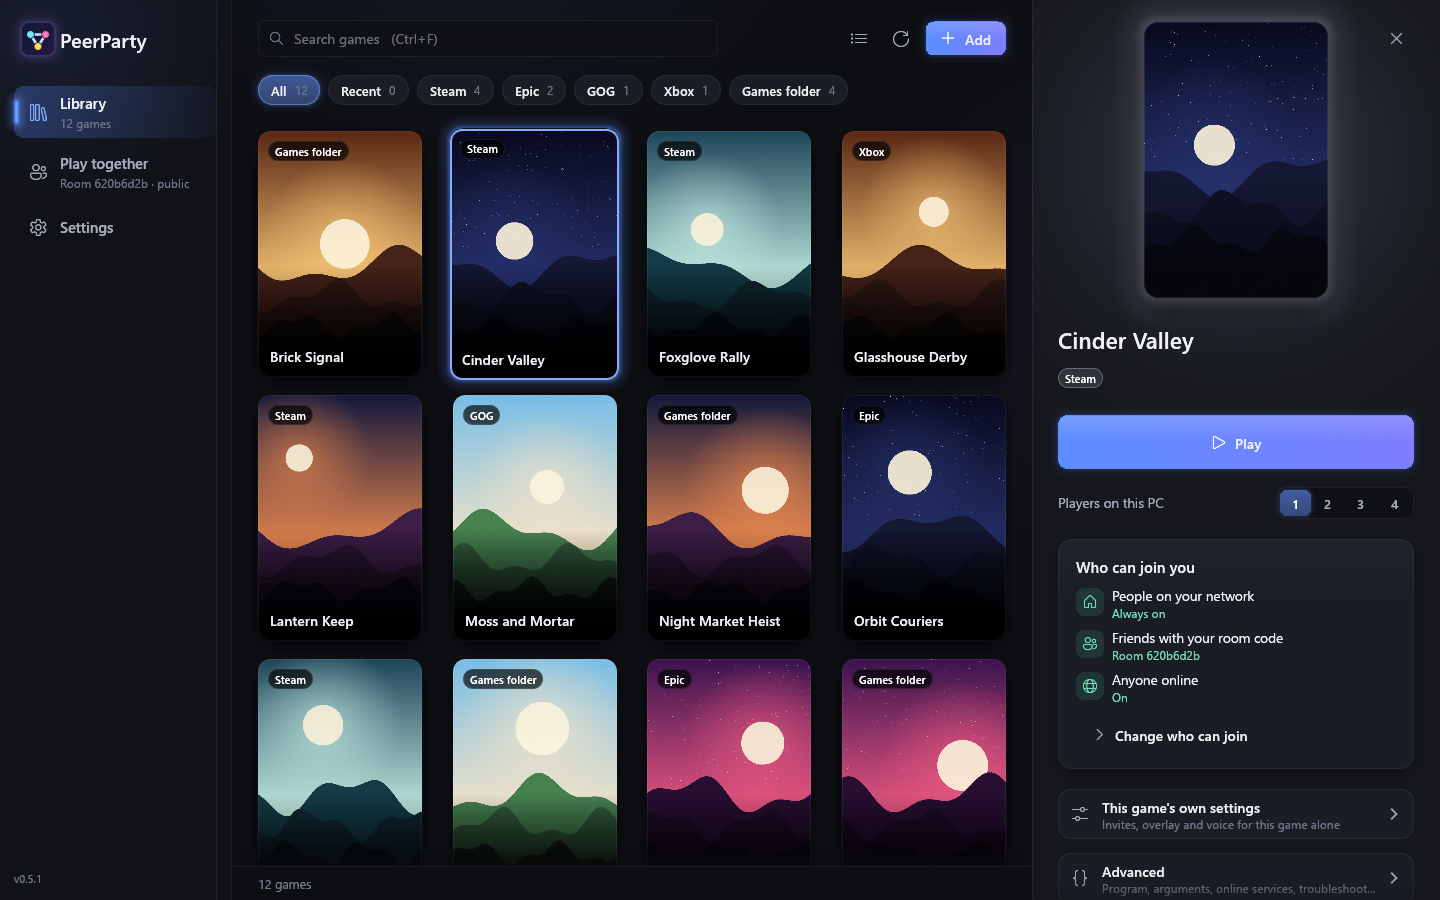 PeerParty
Library
12 games
Play together
Room 620b6d2b · public
Settings
v0.5.1
Search games (Ctrl+F)
Add
All 12
Recent 0
Steam 4
Epic 2
GOG 1
Xbox 1
Games folder 4
Games folder
Brick Signal
Steam
Cinder Valley
Steam
Foxglove Rally
Xbox
Glasshouse Derby
Steam
Lantern Keep
GOG
Moss and Mortar
Games folder
Night Market Heist
Epic
Orbit Couriers
Steam
Games folder
Epic
Games folder
12 games
Cinder Valley
Steam
Play
Players on this PC
1 2 3 4
Who can join you
People on your network
Always on
Friends with your room code
Room 620b6d2b
Anyone online
On
Change who can join
This game's own settings
Invites, overlay and voice for this game alone
Advanced
Program, arguments, online services, troubleshoot...